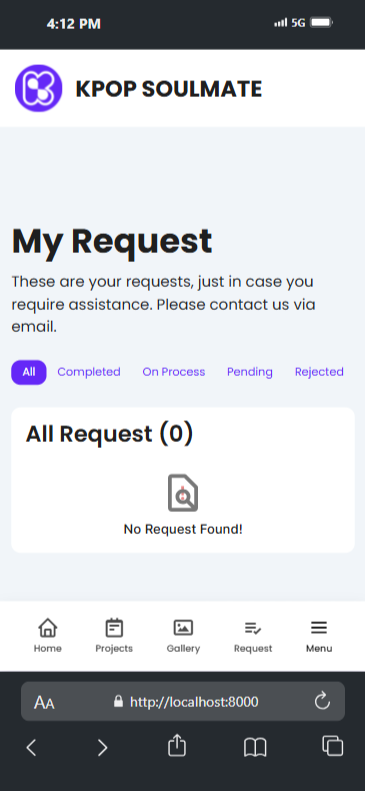 4:12 PM
5G
KPOP SOULMATE
My Request
These are your requests, just in case you
require assistance. Please contact us via
email.
All Completed On Process Pending Rejected
All Request (0)
No Request Found!
Home Projects Gallery Request Menu
AA http://localhost:8000